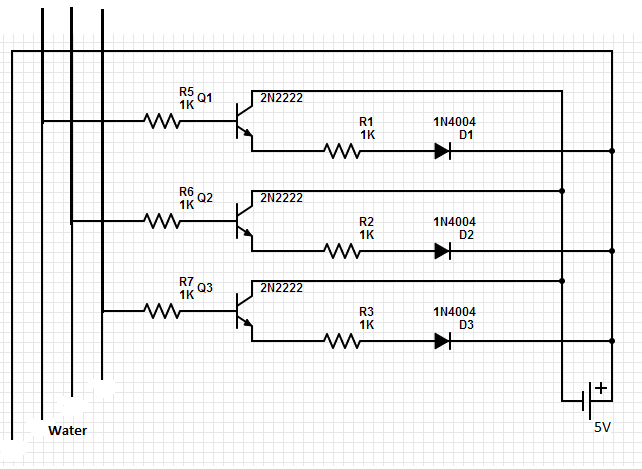 R5 Q1
1K
2N2222
R1
1K
1N4004
D1
R6 Q2
1K
2N2222
R2
1K
1N4004
D2
R7 Q3
1K
2N2222
R3
1K
1N4004
D3
+
5V
Water